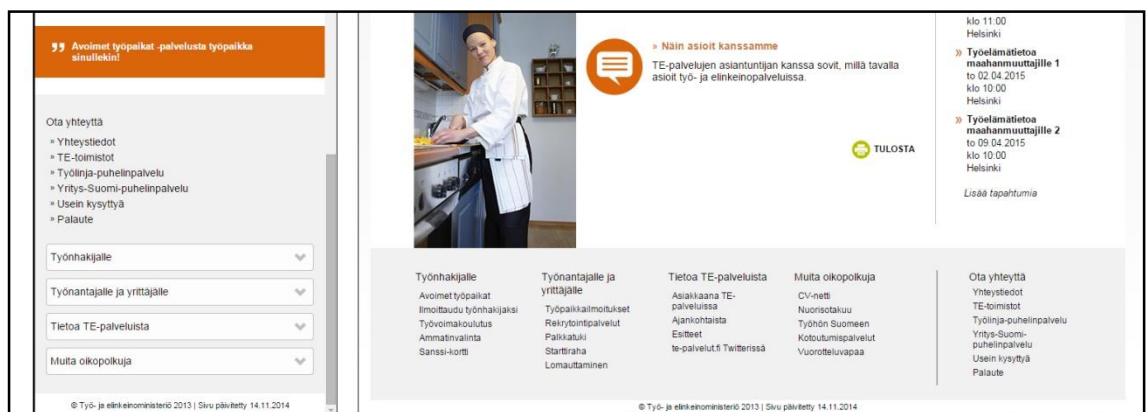 Avoimet työpaikat -palvelusta työpaikka
sinullekin!
Ota yhteyttä
» Yhteystiedot
» TE-toimistot
» Työlinja-puhelinpalvelu
» Yritys-Suomi-puhelinpalvelu
» Usein kysyttyä
» Palaute
Työnhakijalle
Työnantajalle ja yrittäjälle
Tietoa TE-palveluista
Muita oikopolkuja
© Työ- ja elinkeinoministeriö 2013 | Sivu päivitetty 14.11.2014
» Näin asioit kanssamme
TE-palvelujen asiantuntijan kanssa sovit, millä tavalla
asioit työ- ja elinkeinopalveluissa.
TULOSTA
klo 11:00
Helsinki
» Työelämätietoa
maahanmuuttajille 1
to 02.04.2015
klo 10:00
Helsinki
» Työelämätietoa
maahanmuuttajille 2
to 09.04.2015
klo 10:00
Helsinki
Lisää tapahtumia
Työnhakijalle
Avoimet työpaikat
Ilmoittaudu työnhakijaksi
Työvoimakoulutus
Ammatinvalinta
Sanssi-kortti
Työnantajalle ja
yrittäjälle
Työpaikkailmoitukset
Rekrytointipalvelut
Palkkatuki
Starttiraha
Lomauttaminen
Tietoa TE-palveluista
Asiakkaana TE-
palveluissa
Ajankohtaista
Esitteet
te-palvelut.fi Twitterissä
Muita oikopolkuja
CV-netti
Nuorisotakuu
Työhön Suomeen
Kotoutumispalvelut
Vuorotteluvapaa
Ota yhteyttä
Yhteystiedot
TE-toimistot
Työlinja-puhelinpalvelu
Yritys-Suomi-
puhelinpalvelu
Usein kysyttyä
Palaute
© Työ- ja elinkeinoministeriö 2013 | Sivu päivitetty 14.11.2014